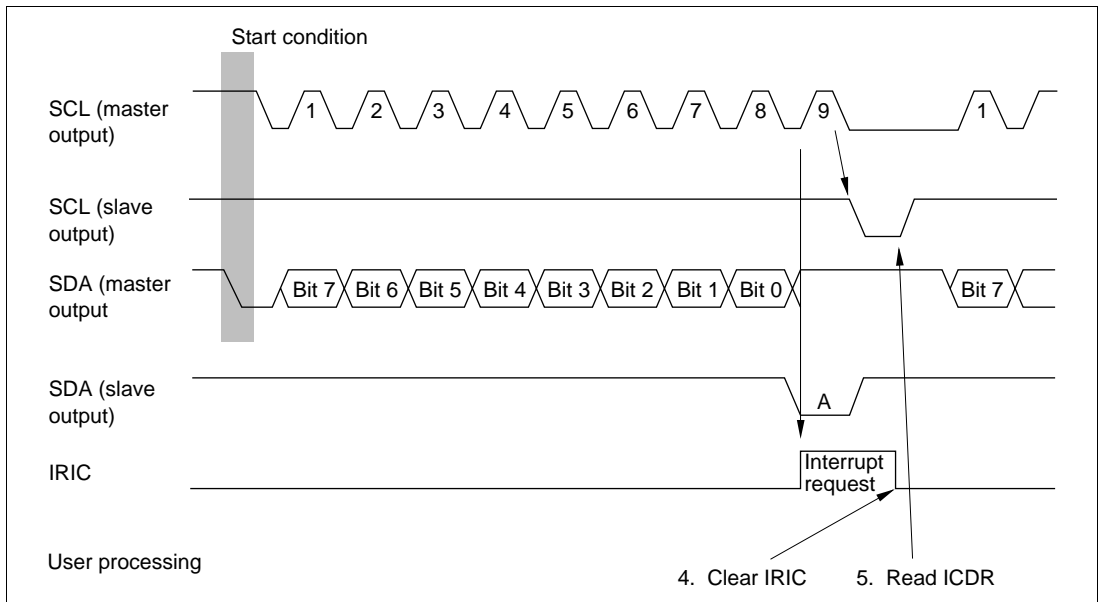 Start condition
SCL (master
output)
1 2 3 4 5 6 7 8 9 1
SCL (slave
output)
SDA (master
output
Bit 7 Bit 6 Bit 5 Bit 4 Bit 3 Bit 2 Bit 1 Bit 0 Bit 7
SDA (slave
output)
A
IRIC
Interrupt
request
User processing
4. Clear IRIC 5. Read ICDR